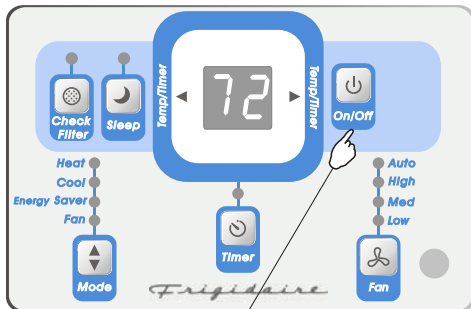 Temp/Timer
72
Temp/Timer
Check
Filter
Sleep
On/Off
Heat
Cool
Energy Saver
Fan
Mode
Timer
Auto
High
Med
Low
Fan
Frigidaire